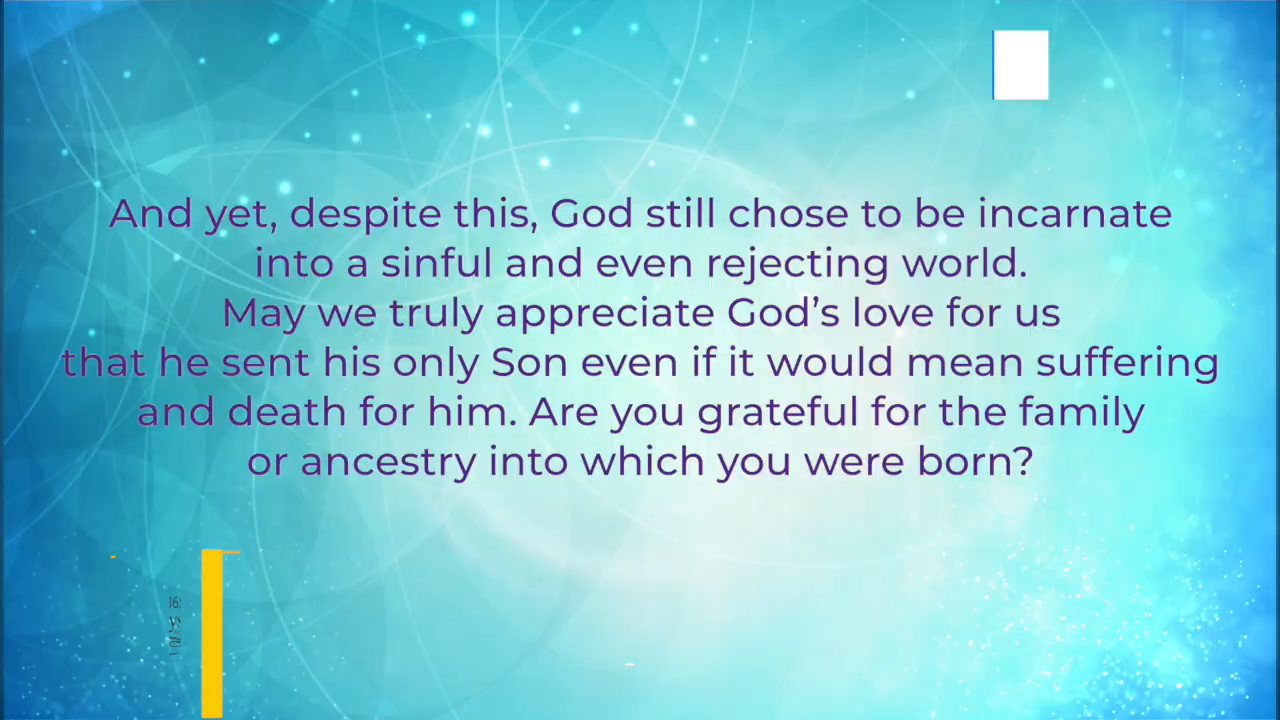 And yet, despite this, God still chose to be incarnate
into a sinful and even rejecting world.
May we truly appreciate God’s love for us
that he sent his only Son even if it would mean suffering
and death for him. Are you grateful for the family
or ancestry into which you were born?